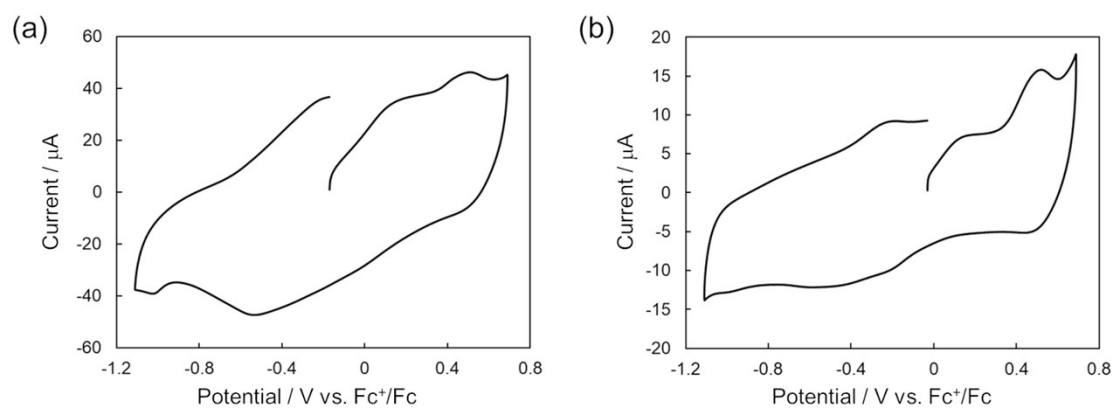 (a)
60
40
20
0
-20
-40
-60
-1.2 -0.8 -0.4 0 0.4 0.8
Current / μA
Potential / V vs. Fc⁺/Fc
(b)
20
15
10
5
0
-5
-10
-15
-20
-1.2 -0.8 -0.4 0 0.4 0.8
Current / μA
Potential / V vs. Fc⁺/Fc